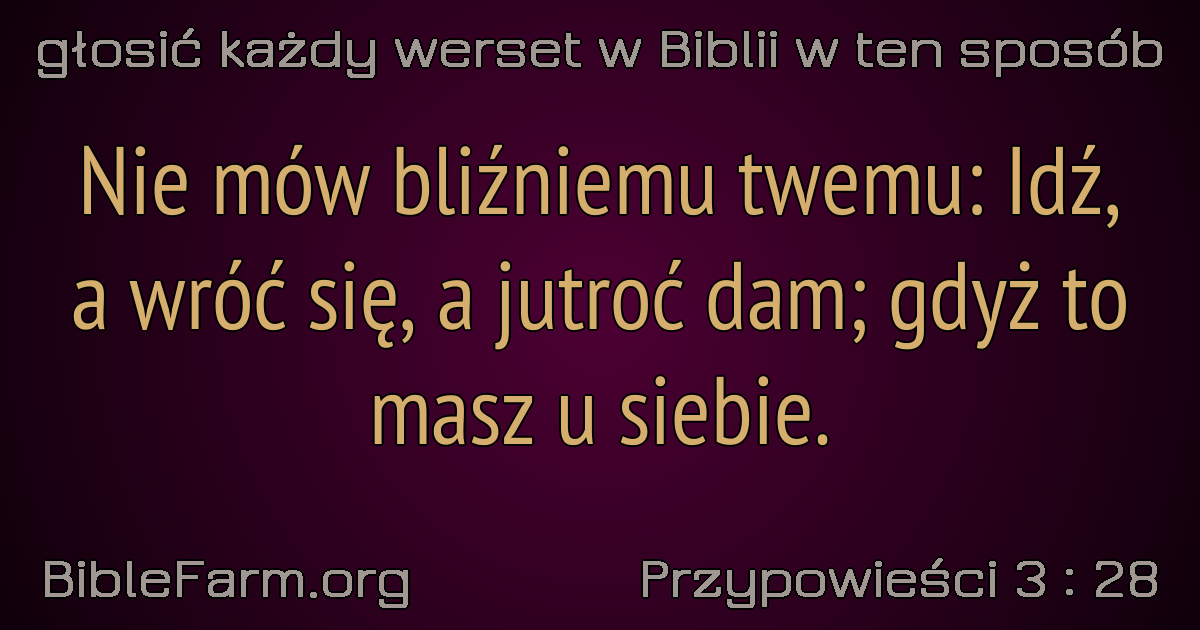 głosić każdy werset w Biblii w ten sposób
Nie mów bliźniemu twemu: Idź,
a wróć się, a jutroć dam; gdyż to
masz u siebie.
BibleFarm.org
Przypowieści 3 : 28